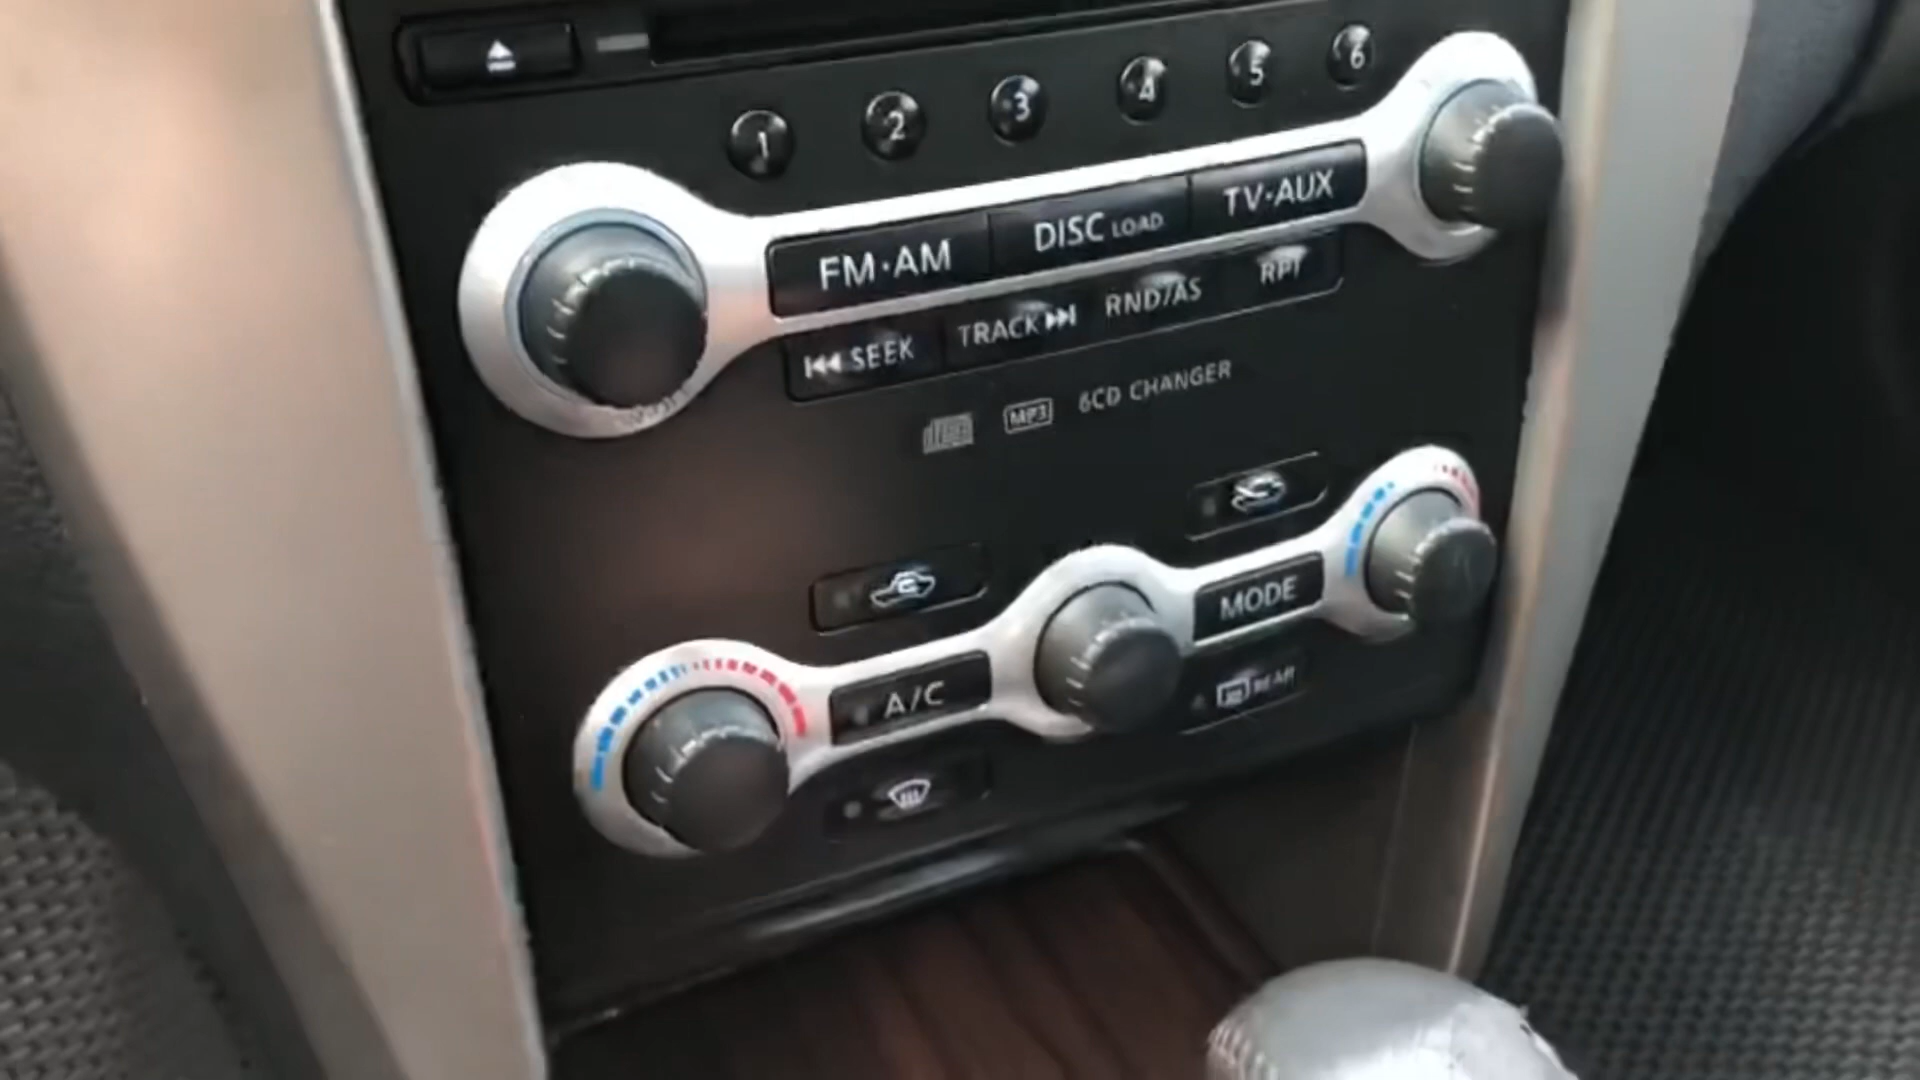 1 2 3 4 5 6
FM·AM DISC LOAD TV·AUX
SEEK TRACK RND/AS RPT
MP3 6CD CHANGER
MODE
A/C
REAR